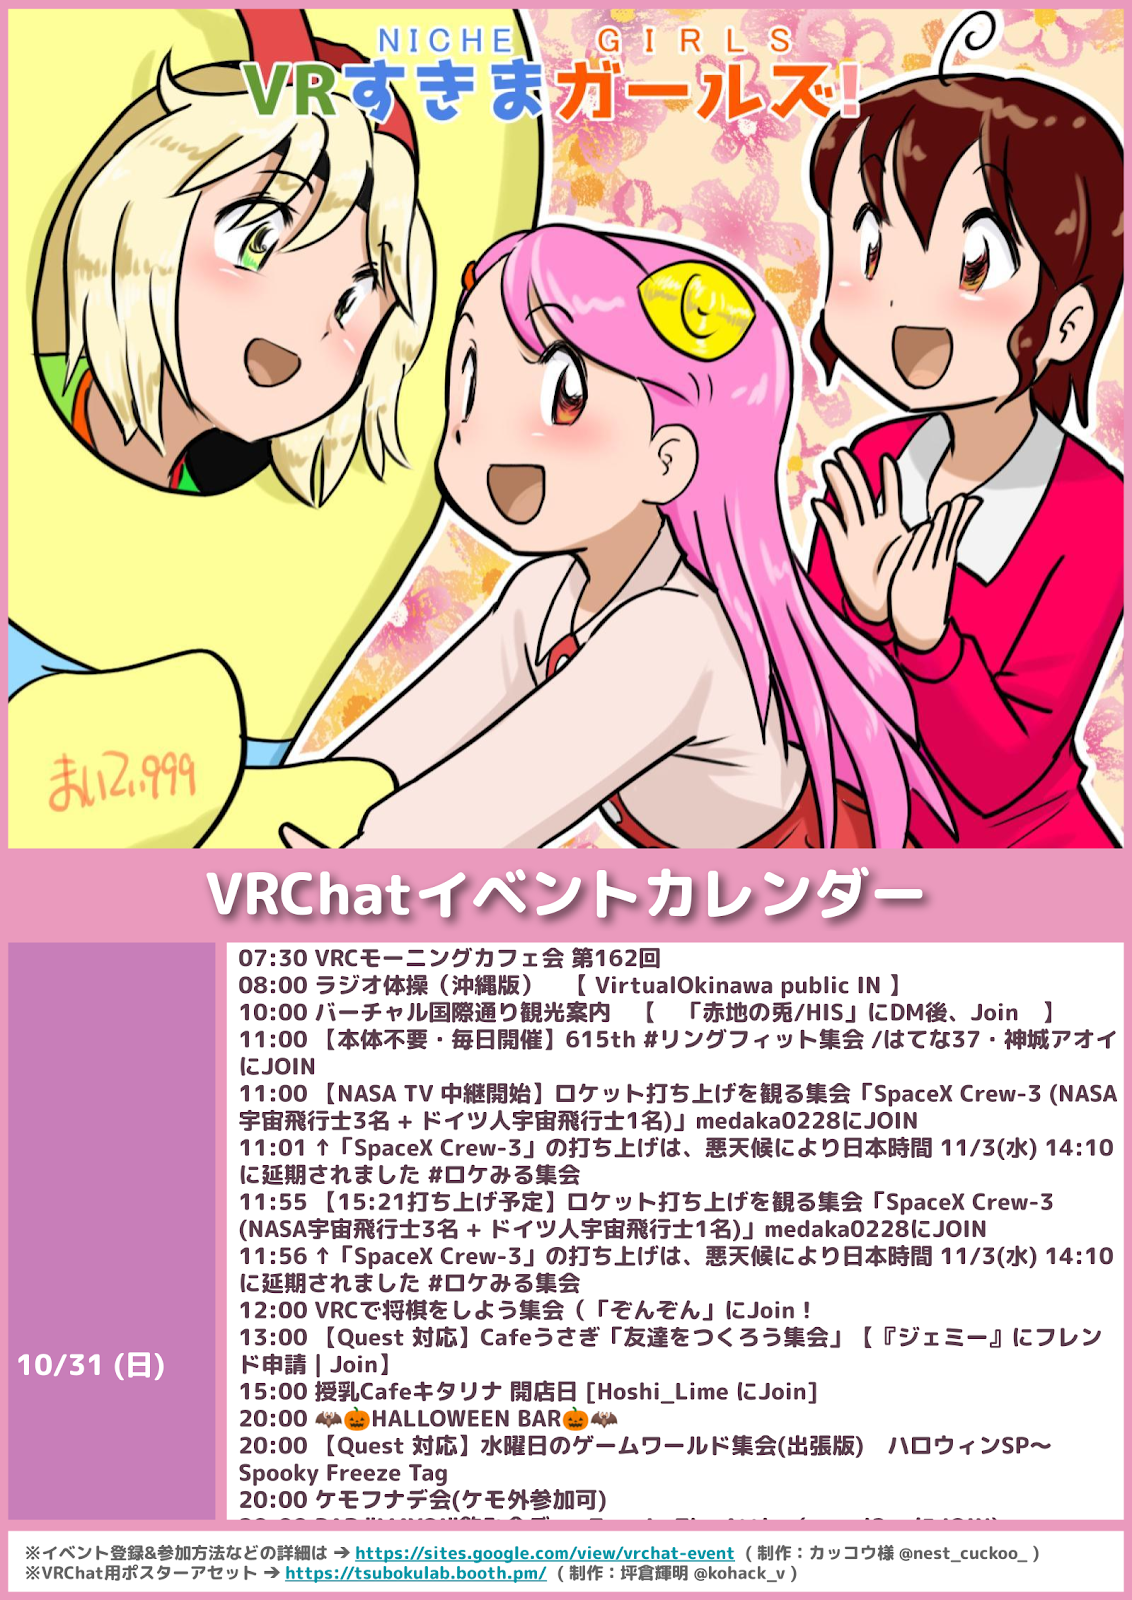 NICHE GIRLS
VRすきまガールズ!
まいてぃ999
VRChatイベントカレンダー
10/31 (日)
07:30 VRCモーニングカフェ会 第162回
08:00 ラジオ体操（沖縄版）　【 VirtualOkinawa public IN 】
10:00 バーチャル国際通り観光案内　【　「赤地の兎/HIS」にDM後、Join　】
11:00 【本体不要・毎日開催】615th #リングフィット集会 /はてな37・神城アオイ
にJOIN
11:00 【NASA TV 中継開始】ロケット打ち上げを観る集会「SpaceX Crew-3 (NASA
宇宙飛行士3名 + ドイツ人宇宙飛行士1名)」medaka0228にJOIN
11:01 ↑「SpaceX Crew-3」の打ち上げは、悪天候により日本時間 11/3(水) 14:10
に延期されました #ロケみる集会
11:55 【15:21打ち上げ予定】ロケット打ち上げを観る集会「SpaceX Crew-3
(NASA宇宙飛行士3名 + ドイツ人宇宙飛行士1名)」medaka0228にJOIN
11:56 ↑「SpaceX Crew-3」の打ち上げは、悪天候により日本時間 11/3(水) 14:10
に延期されました #ロケみる集会
12:00 VRCで将棋をしよう集会（「ぞんぞん」にJoin！
13:00 【Quest 対応】Cafeうさぎ「友達をつくろう集会」【『ジェミー』にフレン
ド申請 | Join】
15:00 授乳Cafeキタリナ 開店日 [Hoshi_Lime にJoin]
20:00 🦇🎃HALLOWEEN BAR🎃🦇
20:00 【Quest 対応】水曜日のゲームワールド集会(出張版)　ハロウィンSP～
Spooky Freeze Tag
20:00 ケモフナデ会(ケモ外参加可)
※イベント登録&参加方法などの詳細は ➔ https://sites.google.com/view/vrchat-event ( 制作：カッコウ様 @nest_cuckoo_ )
※VRChat用ポスターアセット ➔ https://tsubokulab.booth.pm/ ( 制作：坪倉輝明 @kohack_v )